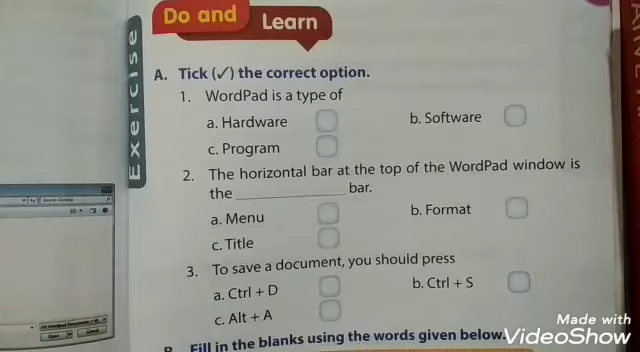 Do and Learn
Exercise
A. Tick (✓) the correct option.
1. WordPad is a type of
a. Hardware b. Software
c. Program
2. The horizontal bar at the top of the WordPad window is
the ____________ bar.
a. Menu b. Format
c. Title
3. To save a document, you should press
a. Ctrl + D b. Ctrl + S
c. Alt + A
B Fill in the blanks using the words given below.
Made with
VideoShow